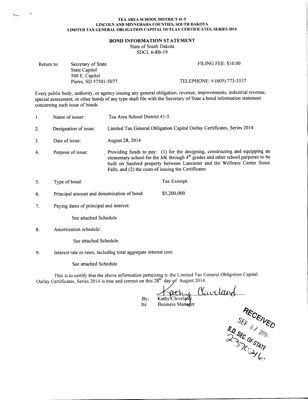 TEA AREA SCHOOL DISTRICT 41-5
LINCOLN AND MINNEHAHA COUNTIES, SOUTH DAKOTA
LIMITED TAX GENERAL OBLIGATION CAPITAL OUTLAY CERTIFICATES, SERIES 2014
BOND INFORMATION STATEMENT
State of South Dakota
SDCL 6-8B-19
Return to: Secretary of State FILING FEE: $10.00
State Capitol
500 E. Capitol
Pierre, SD 57501-5077 TELEPHONE: # (605) 773-3537
Every public body, authority, or agency issuing any general obligation, revenue, improvements, industrial revenue,
special assessment, or other bonds of any type shall file with the Secretary of State a bond information statement
concerning each issue of bonds.
1. Name of issuer: Tea Area School District 41-5.
2. Designation of issue: Limited Tax General Obligation Capital Outlay Certificates, Series 2014
3. Date of issue: August 28, 2014
4. Purpose of issue: Providing funds to pay: (1) for the designing, constructing and equipping an
elementary school for the JrK through 4th grades and other school purposes to be
built on Sanford property between Lancaster and the Wellness Center Sioux
Falls, and (2) the costs of issuing the Certificates
5. Type of bond: Tax Exempt.
6. Principal amount and denomination of bond: $5,200,000
7. Paying dates of principal and interest:
See attached Schedule.
8. Amortization schedule:
See attached Schedule.
9. Interest rate or rates, including total aggregate interest cost:
See attached Schedule.
This is to certify that the above information pertaining to the Limited Tax General Obligation Capital
Outlay Certificates, Series 2014 is true and correct on this 28th day of August 2014.
Kathy Cleveland
By: Kathy Cleveland
Its: Business Manager
RECEIVED
SEP
S.D. SEC. OF STATE